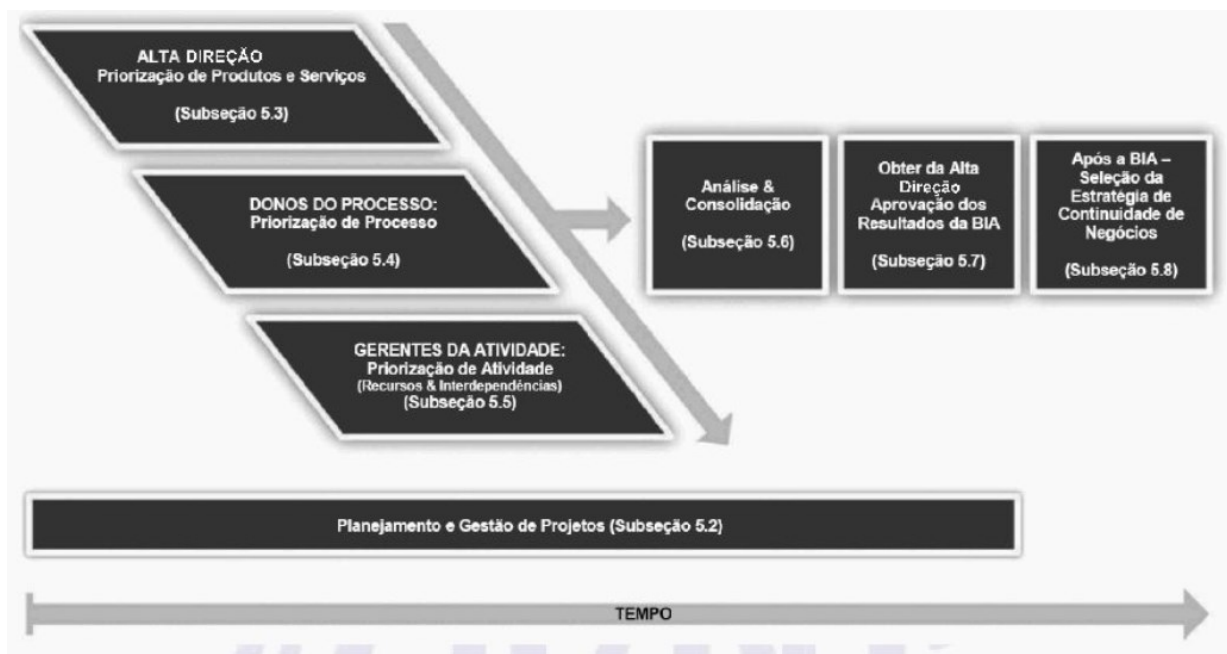 ALTA DIREÇÃO
Priorização de Produtos e Serviços
(Subseção 5.3)
DONOS DO PROCESSO:
Priorização de Processo
(Subseção 5.4)
GERENTES DA ATIVIDADE:
Priorização de Atividade
(Recursos & Interdependências)
(Subseção 5.5)
Análise &
Consolidação
(Subseção 5.6)
Obter da Alta
Direção
Aprovação dos
Resultados da BIA
(Subseção 5.7)
Após a BIA –
Seleção da
Estratégia de
Continuidade de
Negócios
(Subseção 5.8)
Planejamento e Gestão de Projetos (Subseção 5.2)
TEMPO